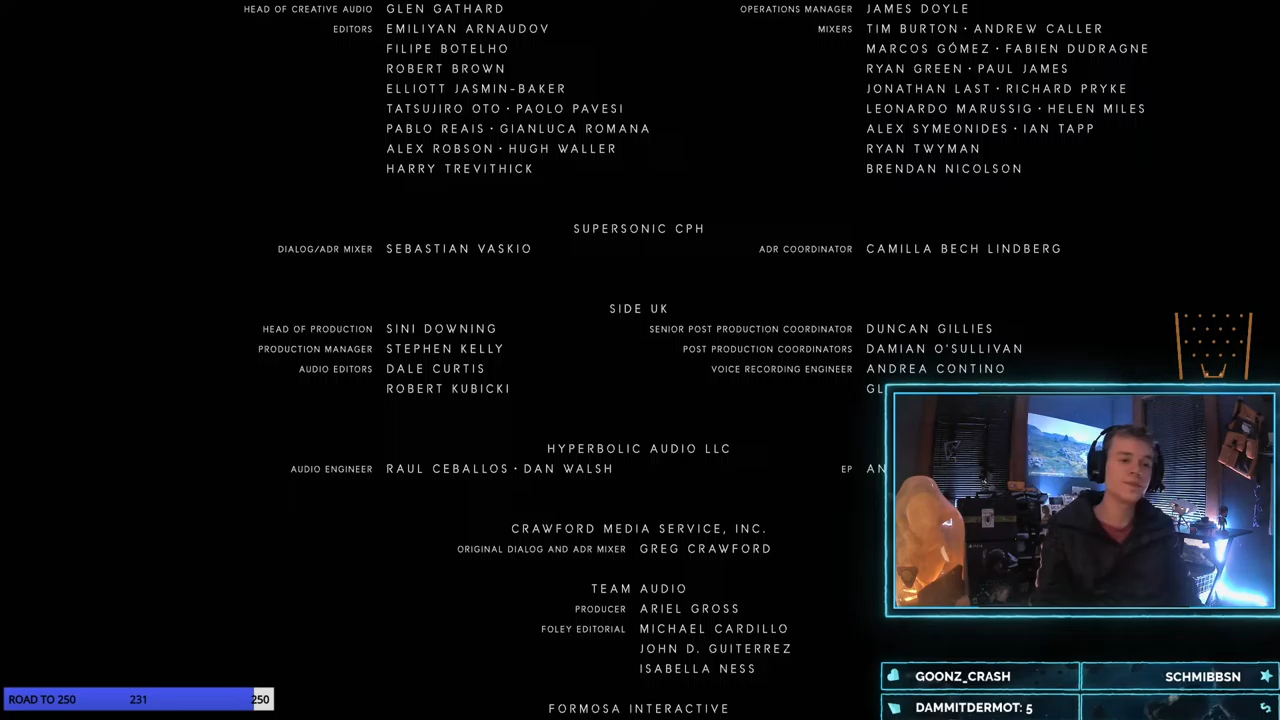 HEAD OF CREATIVE AUDIO GLEN GATHARD
OPERATIONS MANAGER JAMES DOYLE
EDITORS EMILIYAN ARNAUDOV
MIXERS TIM BURTON · ANDREW CALLER
FILIPE BOTELHO
MARCOS GÓMEZ · FABIEN DUDRAGNE
ROBERT BROWN
RYAN GREEN · PAUL JAMES
ELLIOTT JASMIN-BAKER
JONATHAN LAST · RICHARD PRYKE
TATSUJIRO OTO · PAOLO PAVESI
LEONARDO MARUSSIG · HELEN MILES
PABLO REAIS · GIANLUCA ROMANA
ALEX SYMEONIDES · IAN TAPP
ALEX ROBSON · HUGH WALLER
RYAN TWYMAN
HARRY TREVITHICK
BRENDAN NICOLSON
SUPERSONIC CPH
DIALOG/ADR MIXER SEBASTIAN VASKIO
ADR COORDINATOR CAMILLA BECH LINDBERG
SIDE UK
HEAD OF PRODUCTION SINI DOWNING
SENIOR POST PRODUCTION COORDINATOR DUNCAN GILLIES
PRODUCTION MANAGER STEPHEN KELLY
POST PRODUCTION COORDINATORS DAMIAN O'SULLIVAN
AUDIO EDITORS DALE CURTIS
VOICE RECORDING ENGINEER ANDREA CONTINO
ROBERT KUBICKI
GL
HYPERBOLIC AUDIO LLC
AUDIO ENGINEER RAUL CEBALLOS · DAN WALSH
EP AN
CRAWFORD MEDIA SERVICE, INC.
ORIGINAL DIALOG AND ADR MIXER GREG CRAWFORD
TEAM AUDIO
PRODUCER ARIEL GROSS
FOLEY EDITORIAL MICHAEL CARDILLO
JOHN D. GUITERREZ
ISABELLA NESS
FORMOSA INTERACTIVE
ROAD TO 250 231 250
GOONZ_CRASH
SCHMIBBSN
DAMMITDERMOT: 5